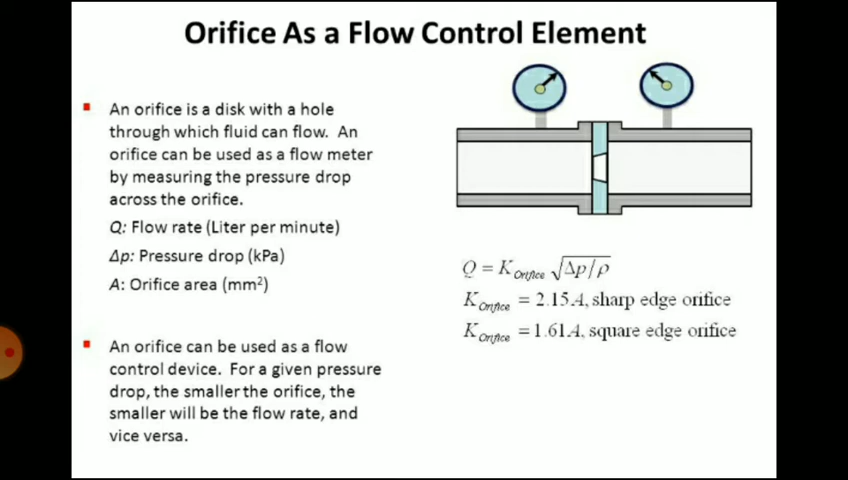 Orifice As a Flow Control Element
An orifice is a disk with a hole
through which fluid can flow. An
orifice can be used as a flow meter
by measuring the pressure drop
across the orifice.
Q: Flow rate (Liter per minute)
Δp: Pressure drop (kPa)
A: Orifice area (mm²)
An orifice can be used as a flow
control device. For a given pressure
drop, the smaller the orifice, the
smaller will be the flow rate, and
vice versa.
Q = K_Orifice √Δp/ρ
K_Orifice = 2.15A, sharp edge orifice
K_Orifice = 1.61A, square edge orifice